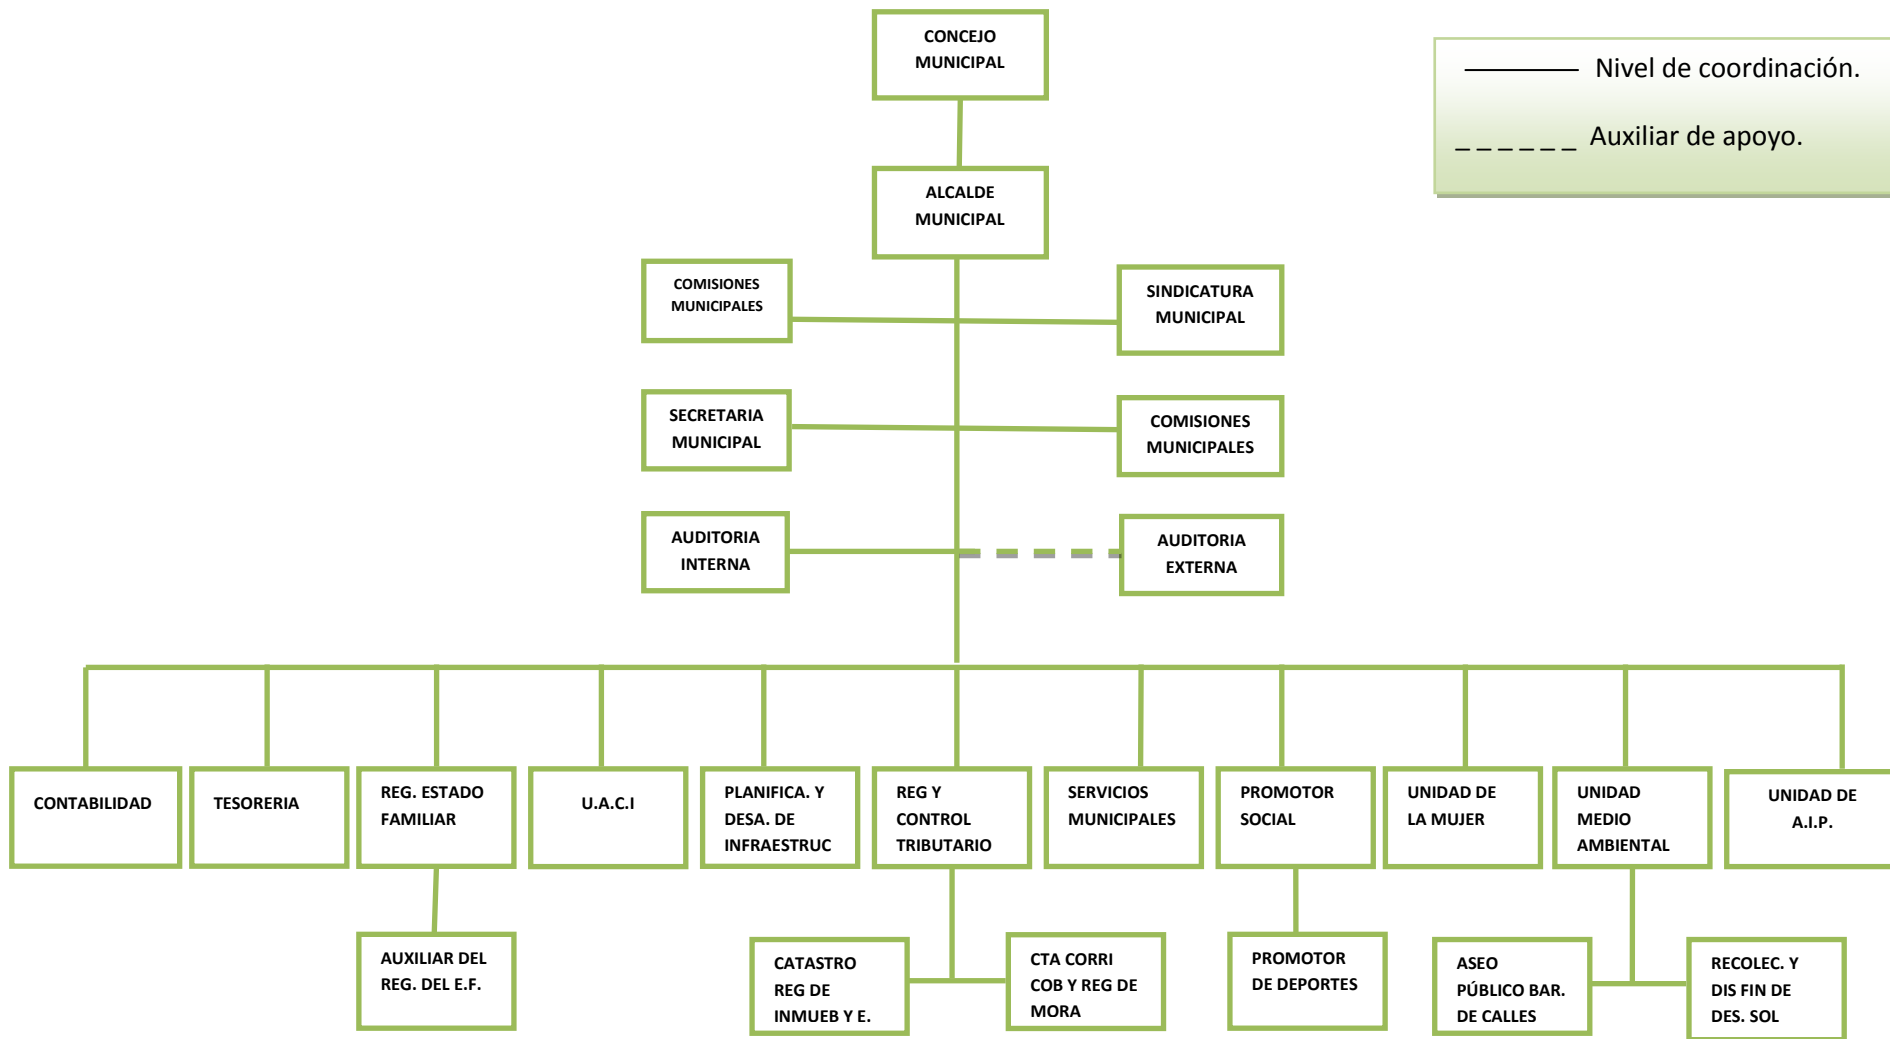 CONCEJO
MUNICIPAL
Nivel de coordinación.
Auxiliar de apoyo.
ALCALDE
MUNICIPAL
COMISIONES
MUNICIPALES
SINDICATURA
MUNICIPAL
SECRETARIA
MUNICIPAL
COMISIONES
MUNICIPALES
AUDITORIA
INTERNA
AUDITORIA
EXTERNA
CONTABILIDAD
TESORERIA
REG. ESTADO
FAMILIAR
U.A.C.I
PLANIFICA. Y
DESA. DE
INFRAESTRUC
REG Y
CONTROL
TRIBUTARIO
SERVICIOS
MUNICIPALES
PROMOTOR
SOCIAL
UNIDAD DE
LA MUJER
UNIDAD
MEDIO
AMBIENTAL
UNIDAD DE
A.I.P.
AUXILIAR DEL
REG. DEL E.F.
CATASTRO
REG DE
INMUEB Y E.
CTA CORRI
COB Y REG DE
MORA
PROMOTOR
DE DEPORTES
ASEO
PÚBLICO BAR.
DE CALLES
RECOLEC. Y
DIS FIN DE
DES. SOL